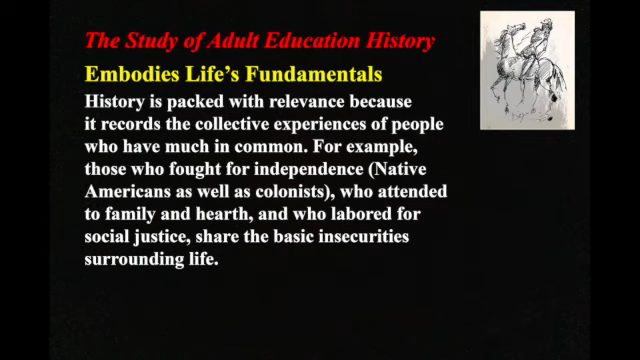 The Study of Adult Education History
Embodies Life's Fundamentals
History is packed with relevance because
it records the collective experiences of people
who have much in common. For example,
those who fought for independence (Native
Americans as well as colonists), who attended
to family and hearth, and who labored for
social justice, share the basic insecurities
surrounding life.